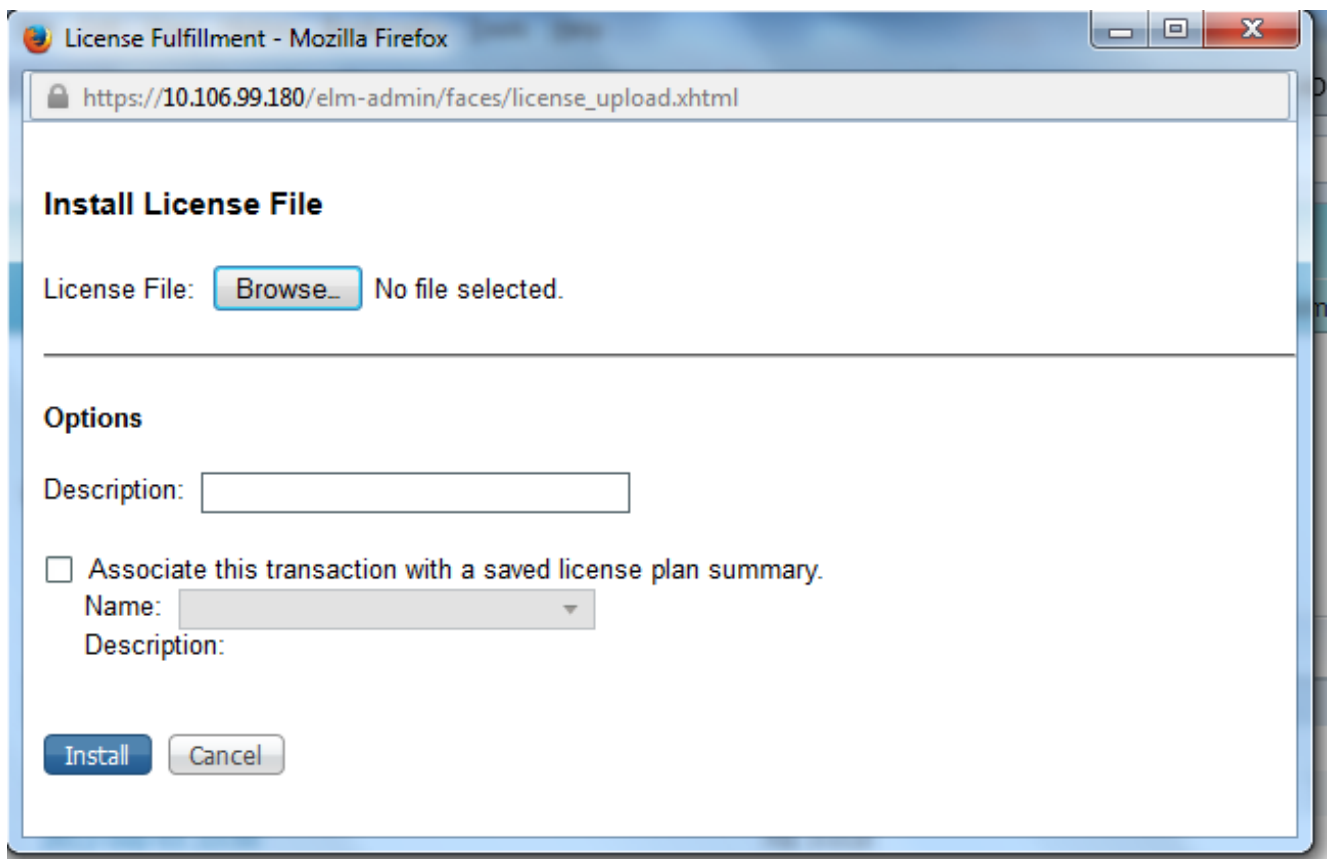 License Fulfillment - Mozilla Firefox
https://10.106.99.180/elm-admin/faces/license_upload.xhtml
Install License File
License File: Browse... No file selected.
Options
Description:
Associate this transaction with a saved license plan summary.
Name:
Description:
Install Cancel